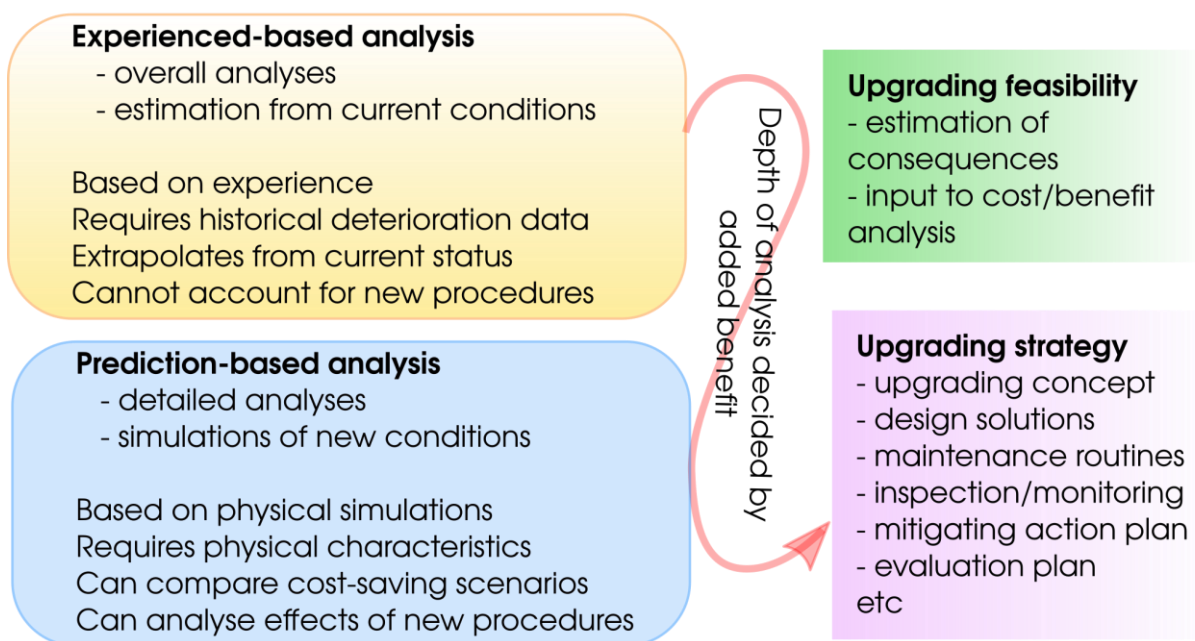 Experienced-based analysis
- overall analyses
- estimation from current conditions
Based on experience
Requires historical deterioration data
Extrapolates from current status
Cannot account for new procedures
Prediction-based analysis
- detailed analyses
- simulations of new conditions
Based on physical simulations
Requires physical characteristics
Can compare cost-saving scenarios
Can analyse effects of new procedures
Depth of analysis decided by
added benefit
Upgrading feasibility
- estimation of
consequences
- input to cost/benefit
analysis
Upgrading strategy
- upgrading concept
- design solutions
- maintenance routines
- inspection/monitoring
- mitigating action plan
- evaluation plan
etc